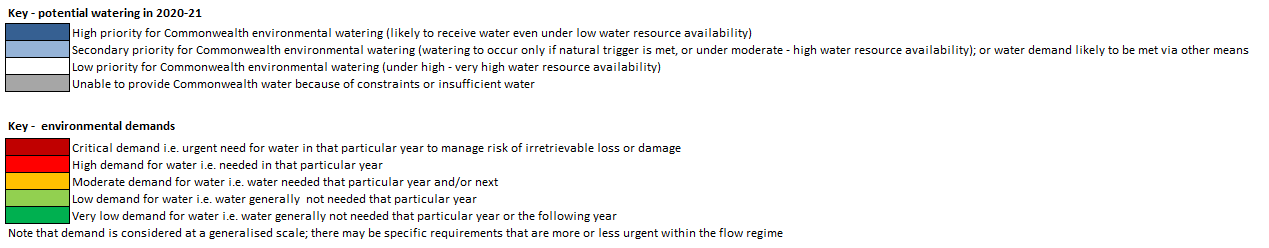 Key - potential watering in 2020-21
High priority for Commonwealth environmental watering (likely to receive water even under low water resource availability)
Secondary priority for Commonwealth environmental watering (watering to occur only if natural trigger is met, or under moderate - high water resource availability); or water demand likely to be met via other means
Low priority for Commonwealth environmental watering (under high - very high water resource availability)
Unable to provide Commonwealth water because of constraints or insufficient water
Key - environmental demands
Critical demand i.e. urgent need for water in that particular year to manage risk of irretrievable loss or damage
High demand for water i.e. needed in that particular year
Moderate demand for water i.e. water needed that particular year and/or next
Low demand for water i.e. water generally not needed that particular year
Very low demand for water i.e. water generally not needed that particular year or the following year
Note that demand is considered at a generalised scale; there may be specific requirements that are more or less urgent within the flow regime